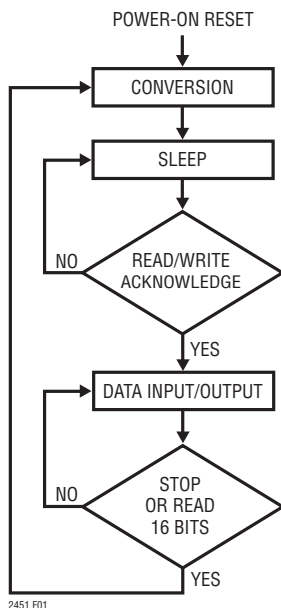 POWER-ON RESET
CONVERSION
SLEEP
NO
READ/WRITE
ACKNOWLEDGE
YES
DATA INPUT/OUTPUT
NO
STOP
OR READ
16 BITS
YES
2451 F01